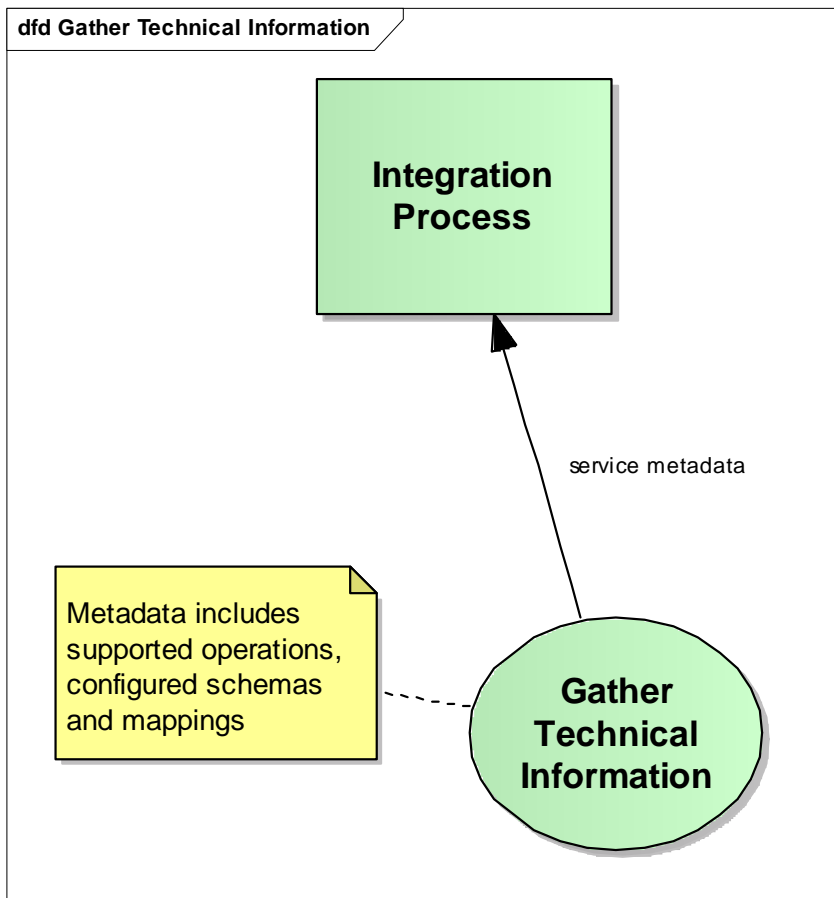 dfd Gather Technical Information
Integration
Process
service metadata
Metadata includes
supported operations,
configured schemas
and mappings
Gather
Technical
Information